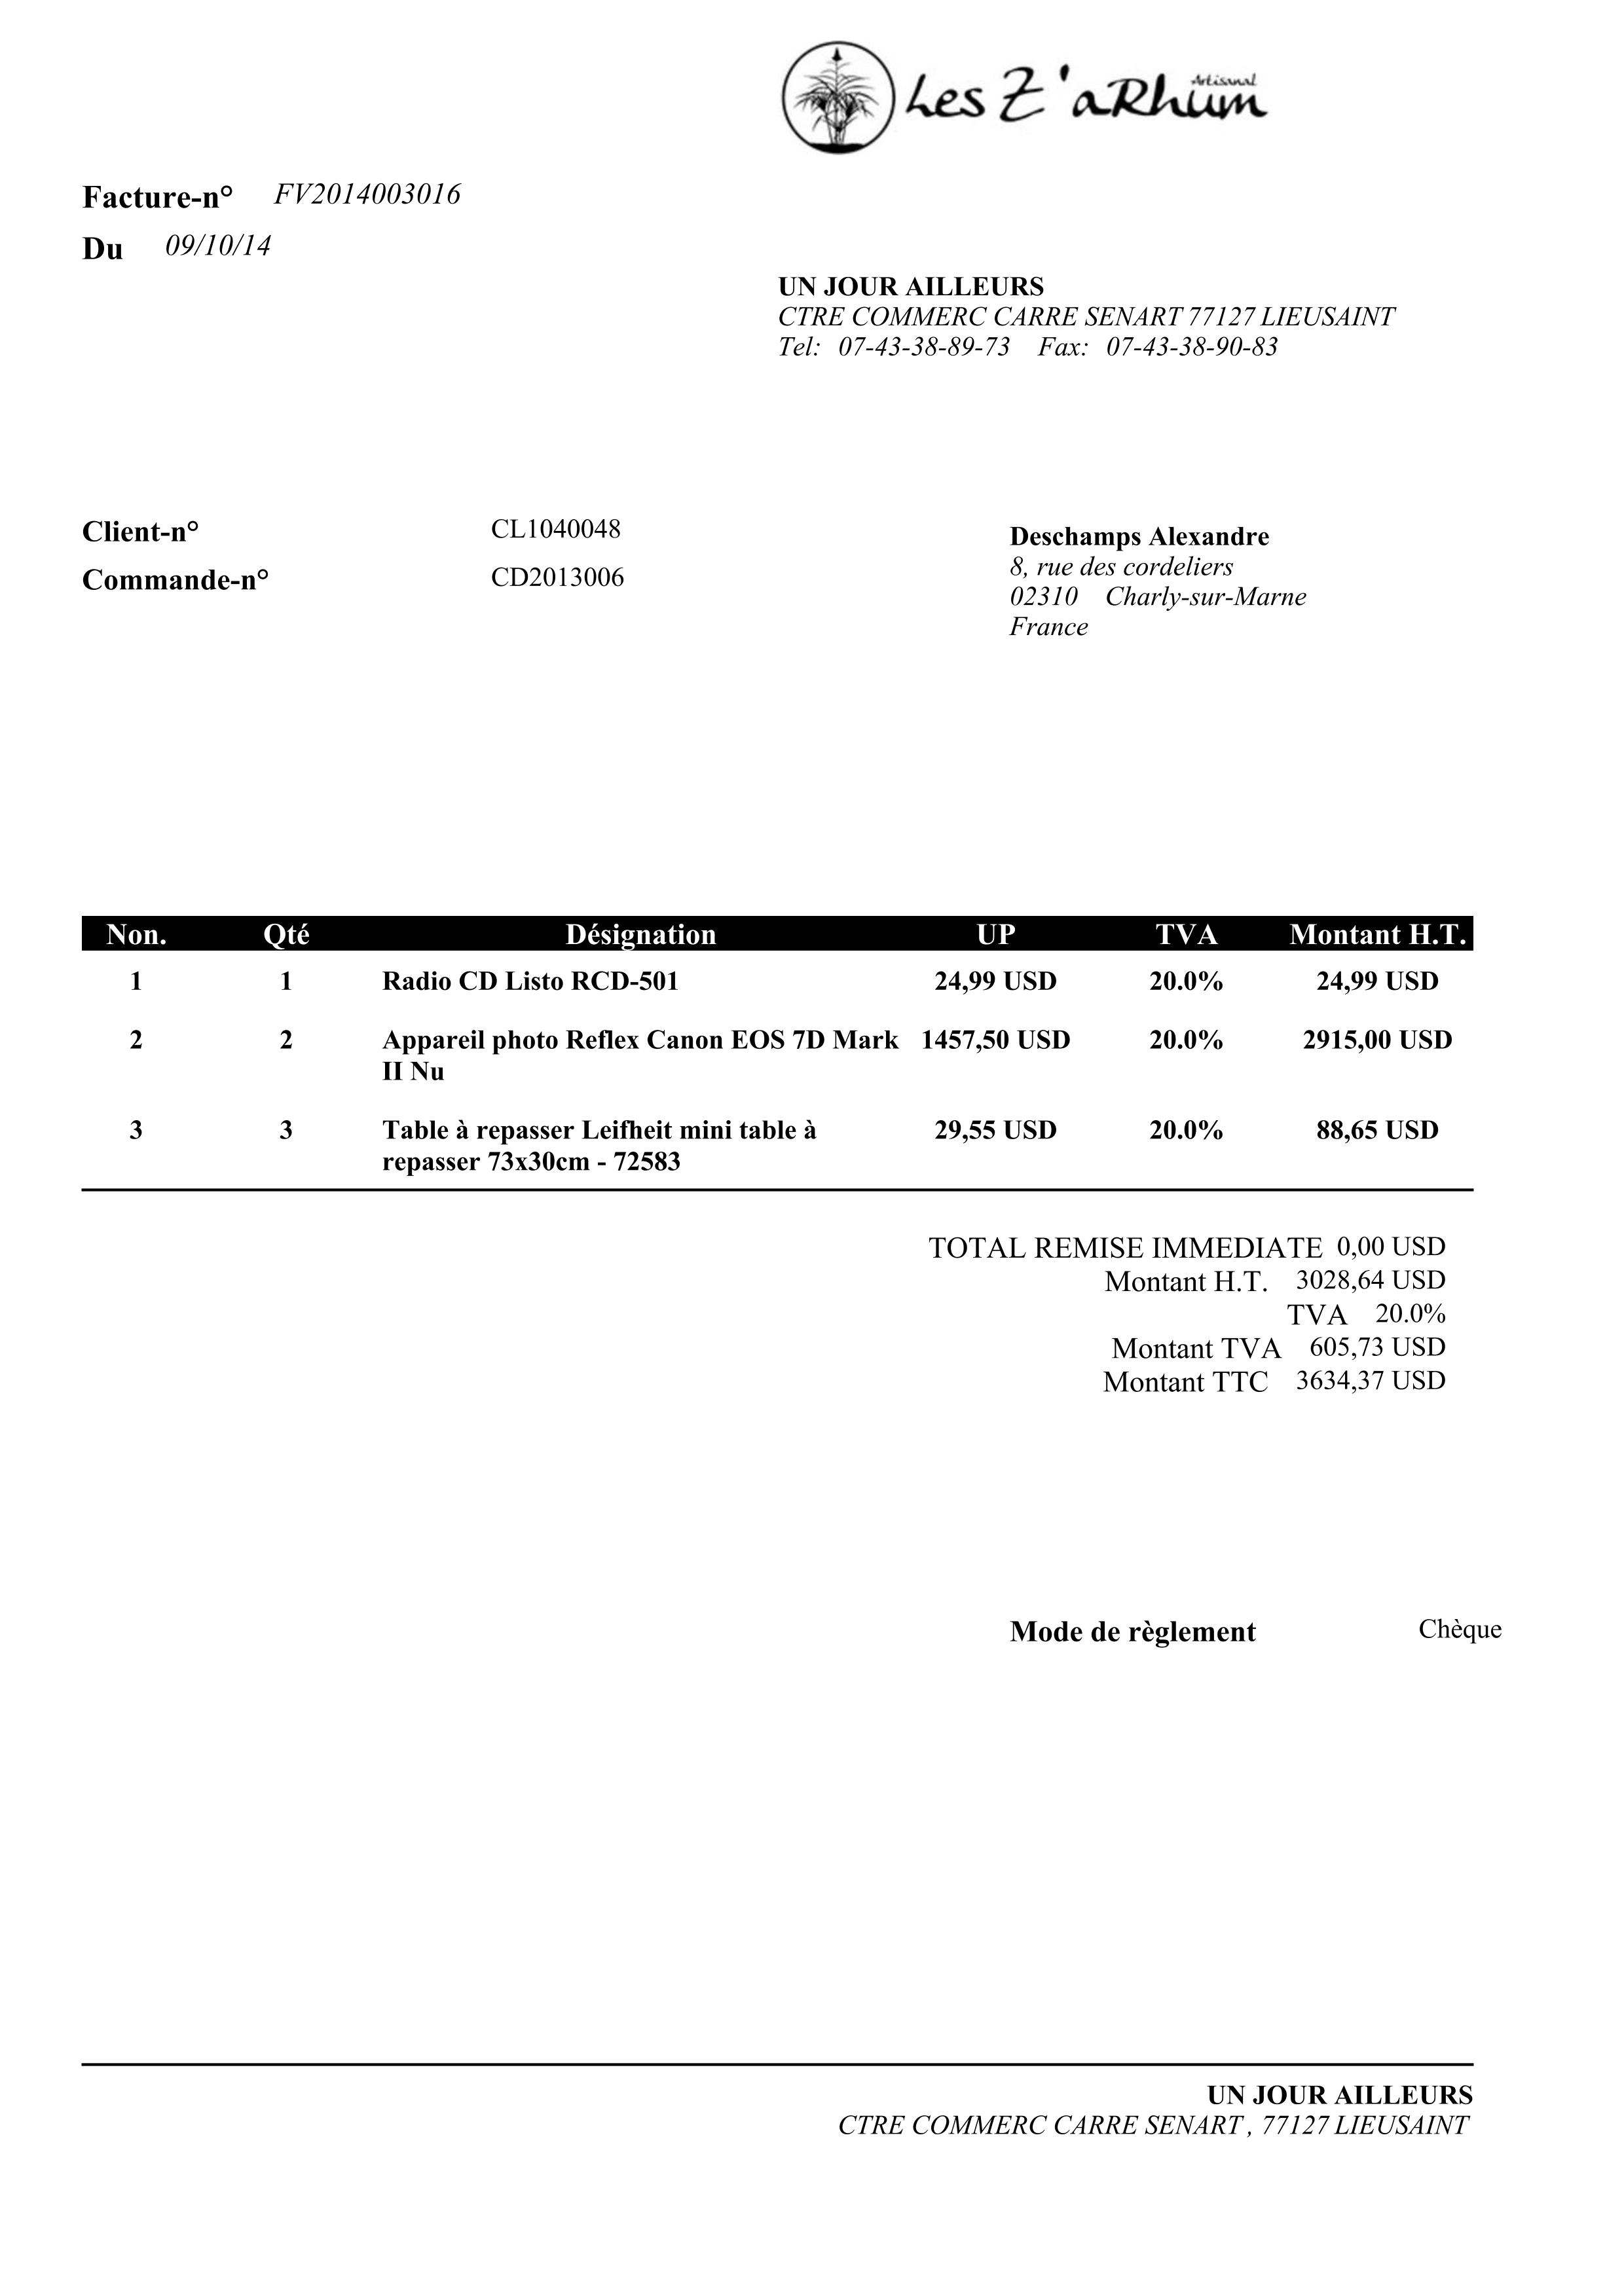 Les Z'aRhum
Artisanal
Facture-n° FV2014003016
Du 09/10/14
UN JOUR AILLEURS
CTRE COMMERC CARRE SENART 77127 LIEUSAINT
Tel: 07-43-38-89-73 Fax: 07-43-38-90-83
Client-n° CL1040048
Commande-n° CD2013006
Deschamps Alexandre
8, rue des cordeliers
02310 Charly-sur-Marne
France
Non. Qté Désignation UP TVA Montant H.T.
1 1 Radio CD Listo RCD-501 24,99 USD 20.0% 24,99 USD
2 2 Appareil photo Reflex Canon EOS 7D Mark 1457,50 USD 20.0% 2915,00 USD
II Nu
3 3 Table à repasser Leifheit mini table à 29,55 USD 20.0% 88,65 USD
repasser 73x30cm - 72583
TOTAL REMISE IMMEDIATE 0,00 USD
Montant H.T. 3028,64 USD
TVA 20.0%
Montant TVA 605,73 USD
Montant TTC 3634,37 USD
Mode de règlement Chèque
UN JOUR AILLEURS
CTRE COMMERC CARRE SENART , 77127 LIEUSAINT